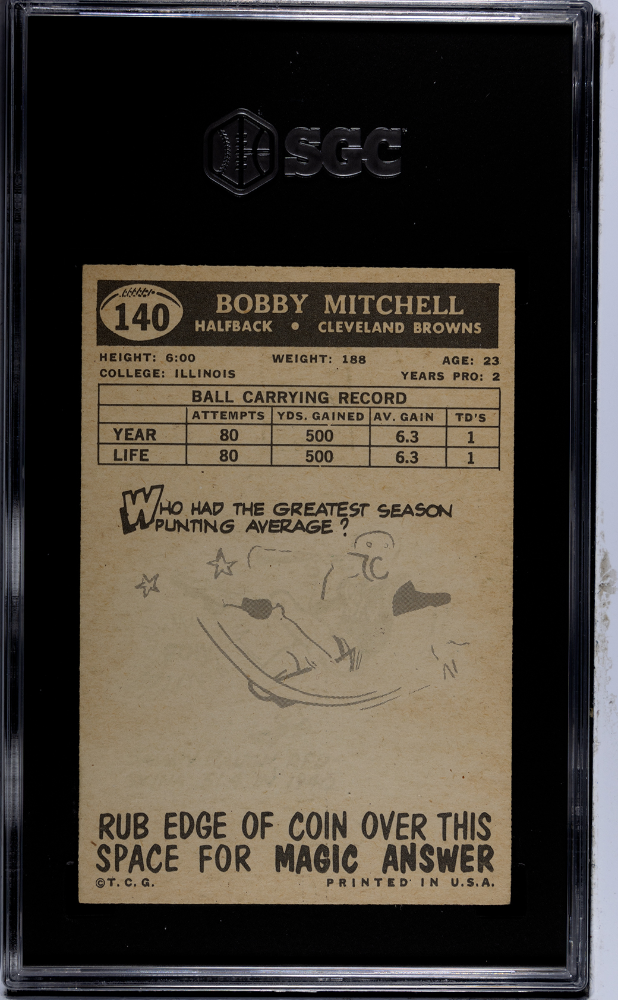 SGC
140
BOBBY MITCHELL
HALFBACK • CLEVELAND BROWNS
HEIGHT: 6:00 WEIGHT: 188 AGE: 23
COLLEGE: ILLINOIS YEARS PRO: 2
BALL CARRYING RECORD
ATTEMPTS YDS. GAINED AV. GAIN TD'S
YEAR 80 500 6.3 1
LIFE 80 500 6.3 1
WHO HAD THE GREATEST SEASON
PUNTING AVERAGE?
RUB EDGE OF COIN OVER THIS
SPACE FOR MAGIC ANSWER
©T.C.G. PRINTED IN U.S.A.